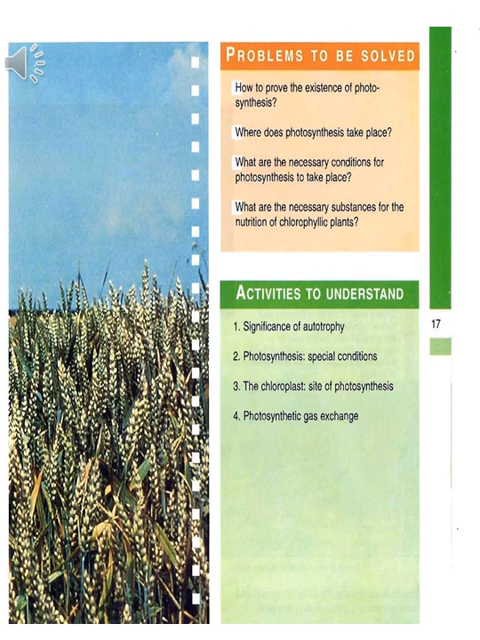 PROBLEMS TO BE SOLVED
How to prove the existence of photo-
synthesis?
Where does photosynthesis take place?
What are the necessary conditions for
photosynthesis to take place?
What are the necessary substances for the
nutrition of chlorophyllic plants?
ACTIVITIES TO UNDERSTAND
1. Significance of autotrophy
2. Photosynthesis: special conditions
3. The chloroplast: site of photosynthesis
4. Photosynthetic gas exchange
17